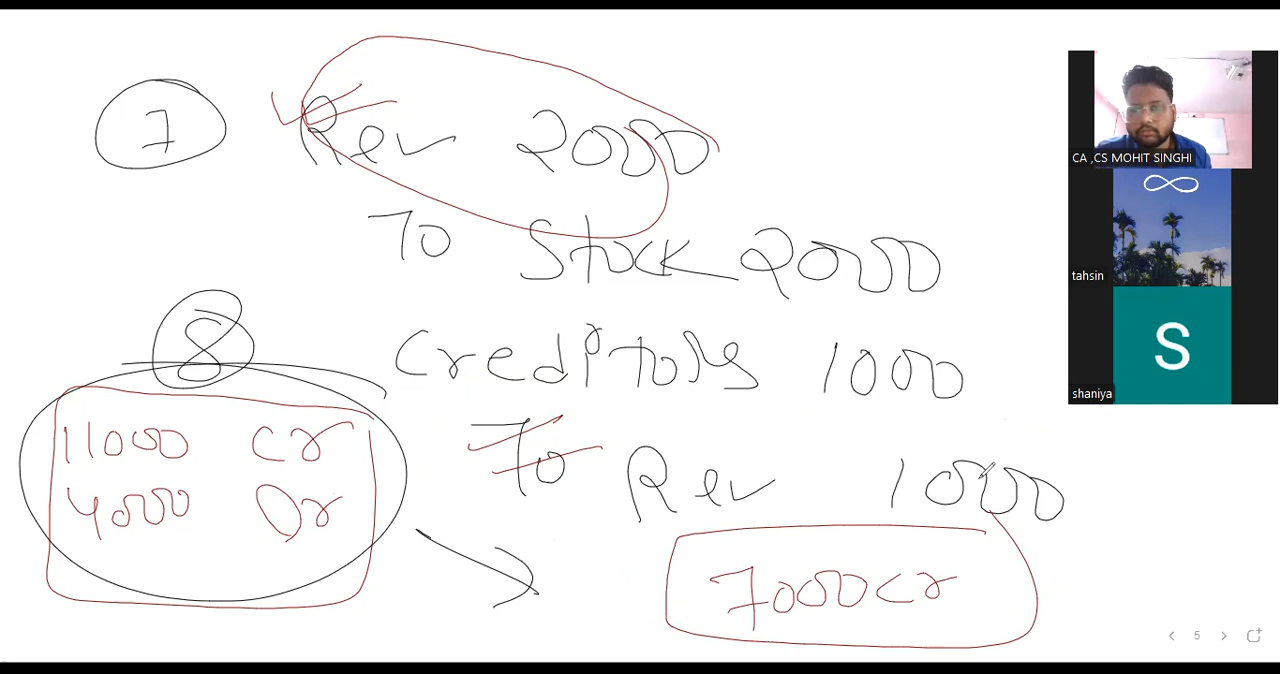 7 Rev 2000
To Stock 2000
8 Creditors 1000
To Rev 1000
11000 Cr
4000 Dr
7000 Cr
CA ,CS MOHIT SINGHI
tahsin
S
shaniya
5